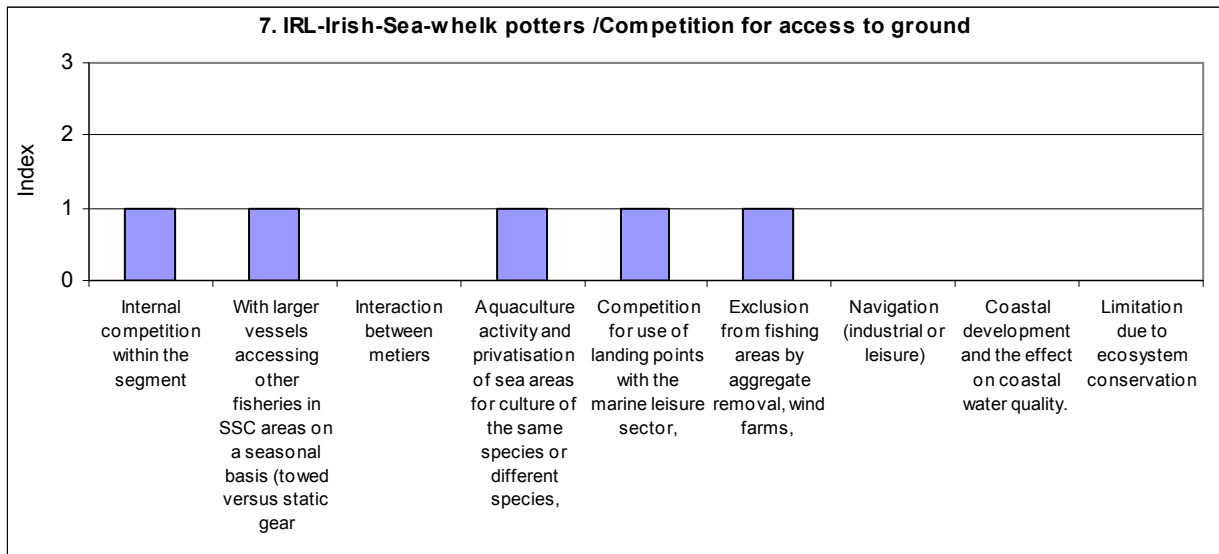 7. IRL-Irish-Sea-whelk potters /Competition for access to ground
3
2
1
0
Index
Internal
competition
within the
segment
With larger
vessels
accessing
other
fisheries in
SSC areas on
a seasonal
basis (towed
versus static
gear
Interaction
between
metiers
Aquaculture
activity and
privatisation
of sea areas
for culture of
the same
species or
different
species,
Competition
for use of
landing points
with the
marine leisure
sector,
Exclusion
from fishing
areas by
aggregate
removal, wind
farms,
Navigation
(industrial or
leisure)
Coastal
development
and the effect
on coastal
water quality.
Limitation
due to
ecosystem
conservation